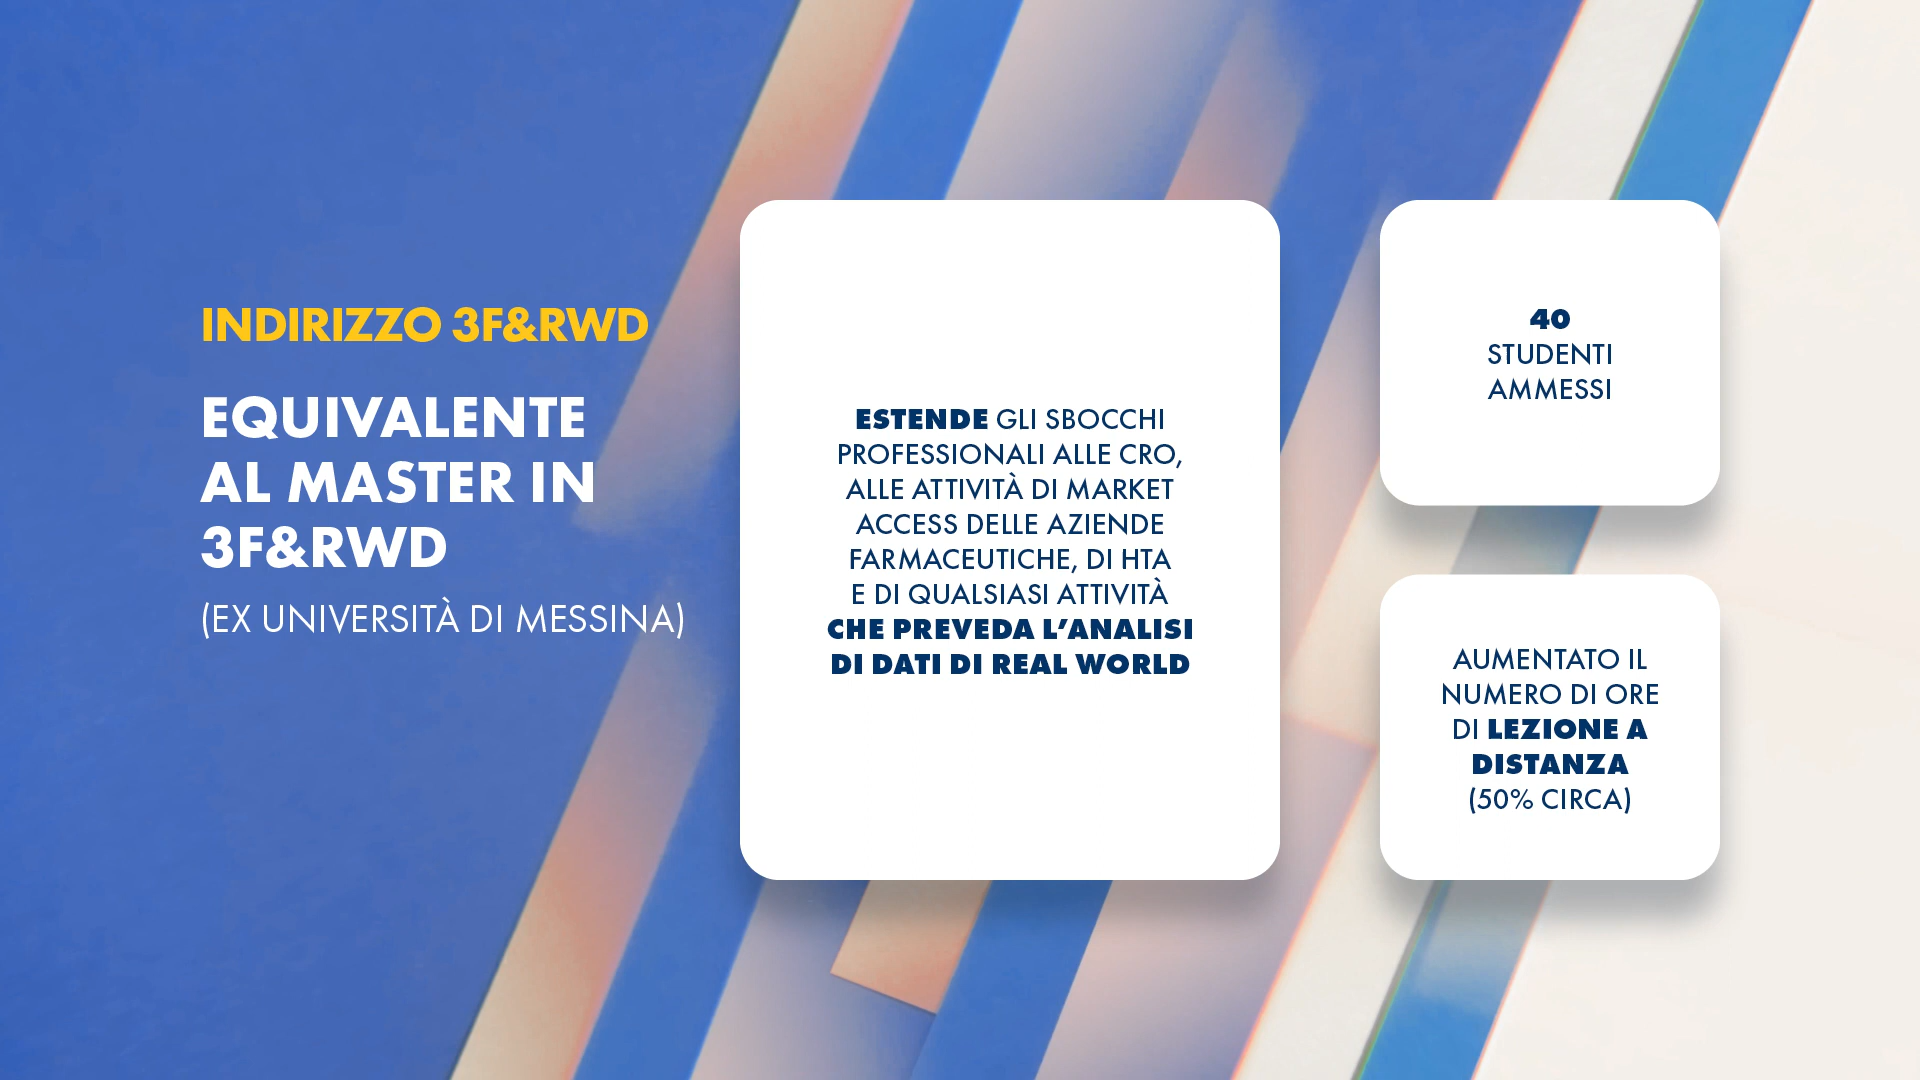 INDIRIZZO 3F&RWD
EQUIVALENTE
AL MASTER IN
3F&RWD
(EX UNIVERSITÀ DI MESSINA)
ESTENDE GLI SBOCCHI
PROFESSIONALI ALLE CRO,
ALLE ATTIVITÀ DI MARKET
ACCESS DELLE AZIENDE
FARMACEUTICHE, DI HTA
E DI QUALSIASI ATTIVITÀ
CHE PREVEDA L’ANALISI
DI DATI DI REAL WORLD
40
STUDENTI
AMMESSI
AUMENTATO IL
NUMERO DI ORE
DI LEZIONE A
DISTANZA
(50% CIRCA)